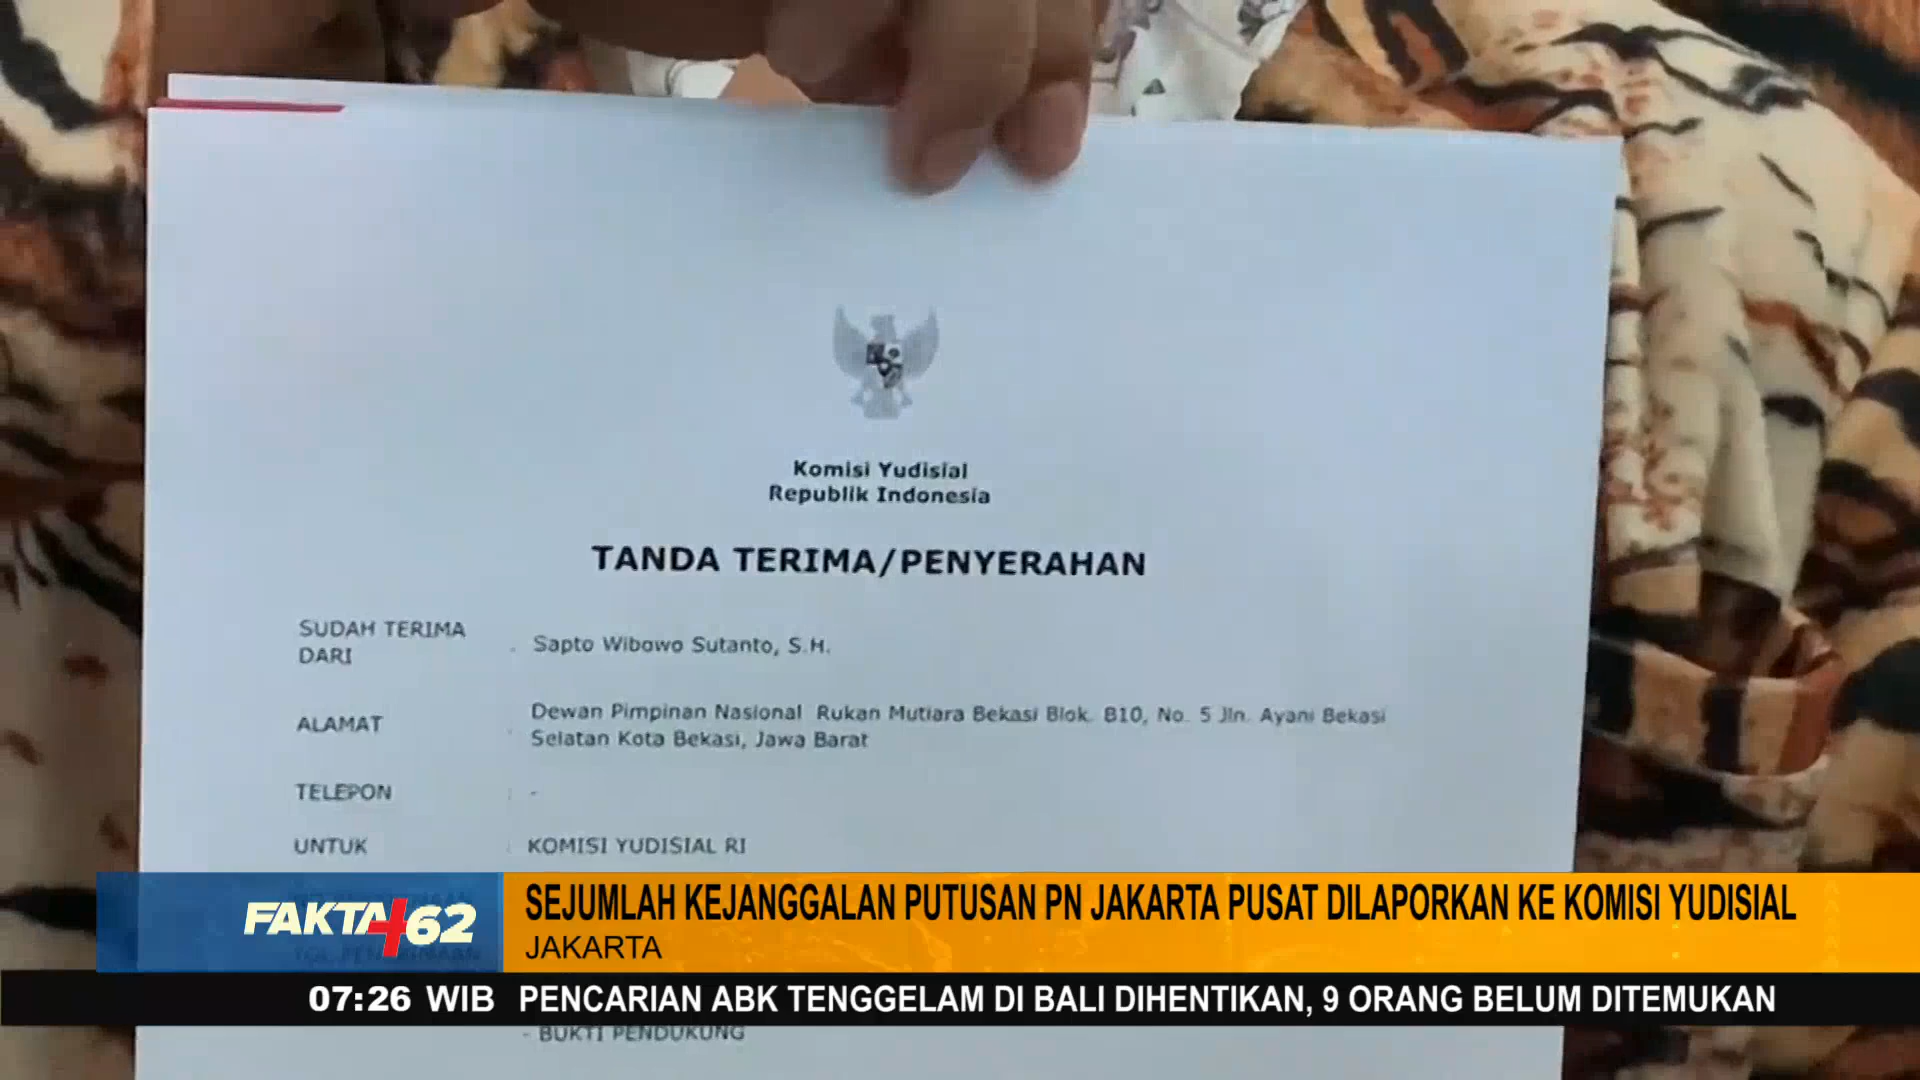 Komisi Yudisial
Republik Indonesia
TANDA TERIMA/PENYERAHAN
SUDAH TERIMA
DARI
Sapto Wibowo Sutanto, S.H.
ALAMAT
Dewan Pimpinan Nasional Rukan Mutiara Bekasi Blok. B10, No. 5 Jln. Ayani Bekasi
Selatan Kota Bekasi, Jawa Barat
TELEPON : -
UNTUK : KOMISI YUDISIAL RI
FAKTA+62
SEJUMLAH KEJANGGALAN PUTUSAN PN JAKARTA PUSAT DILAPORKAN KE KOMISI YUDISIAL
JAKARTA
07:26 WIB PENCARIAN ABK TENGGELAM DI BALI DIHENTIKAN, 9 ORANG BELUM DITEMUKAN
- BUKTI PENDUKUNG